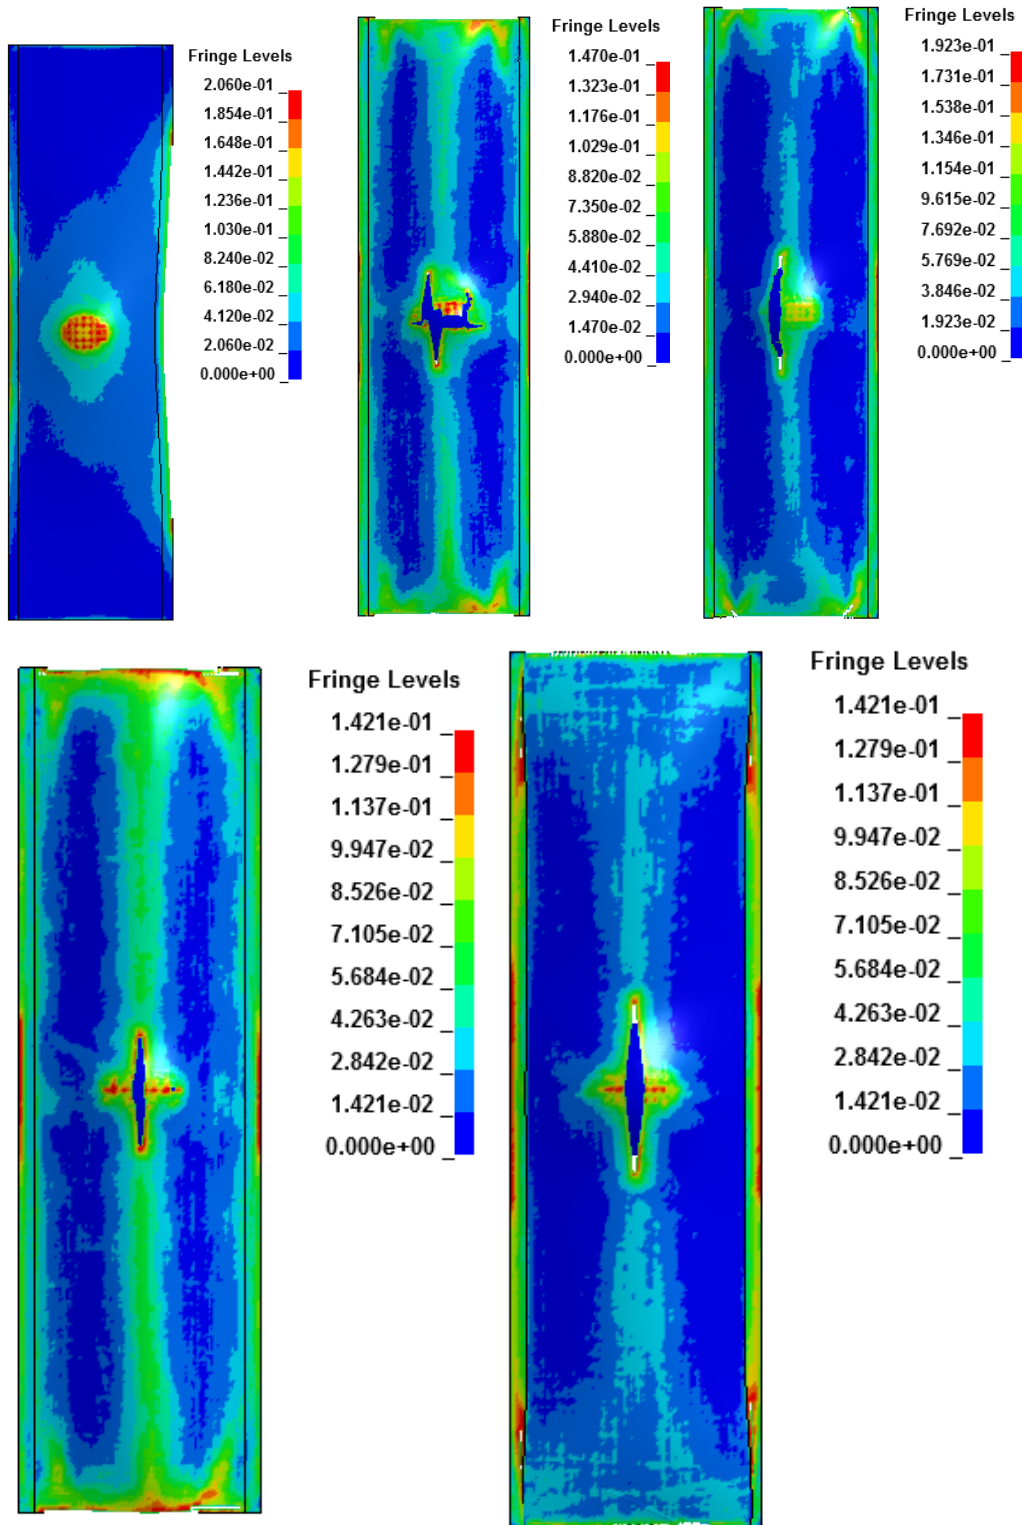 Fringe Levels
2.060e-01
1.854e-01
1.648e-01
1.442e-01
1.236e-01
1.030e-01
8.240e-02
6.180e-02
4.120e-02
2.060e-02
0.000e+00
Fringe Levels
1.470e-01
1.323e-01
1.176e-01
1.029e-01
8.820e-02
7.350e-02
5.880e-02
4.410e-02
2.940e-02
1.470e-02
0.000e+00
Fringe Levels
1.923e-01
1.731e-01
1.538e-01
1.346e-01
1.154e-01
9.615e-02
7.692e-02
5.769e-02
3.846e-02
1.923e-02
0.000e+00
Fringe Levels
1.421e-01
1.279e-01
1.137e-01
9.947e-02
8.526e-02
7.105e-02
5.684e-02
4.263e-02
2.842e-02
1.421e-02
0.000e+00
Fringe Levels
1.421e-01
1.279e-01
1.137e-01
9.947e-02
8.526e-02
7.105e-02
5.684e-02
4.263e-02
2.842e-02
1.421e-02
0.000e+00